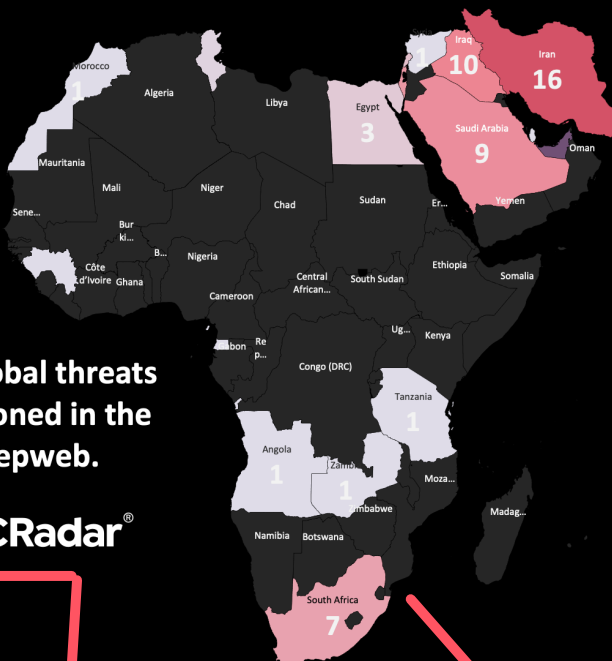 Syria
1
Iraq
10
Iran
16
Morocco
1
Algeria
Libya
Egypt
3
Saudi Arabia
9
Oman
Yemen
Mauritania
Mali
Niger
Chad
Sudan
Er...
Sene...
Bur
ki...
B...
Nigeria
Côte
d'Ivoire
Ghana
Cameroon
Central
African...
South Sudan
Ethiopia
Somalia
Gabon
Re
p...
Congo (DRC)
Ug...
Kenya
obal threats
oned in the
epweb.
Tanzania
1
Angola
1
Zamb
1
Moza...
Zimbabwe
Madag...
CRadar®
Namibia
Botswana
South Africa
7